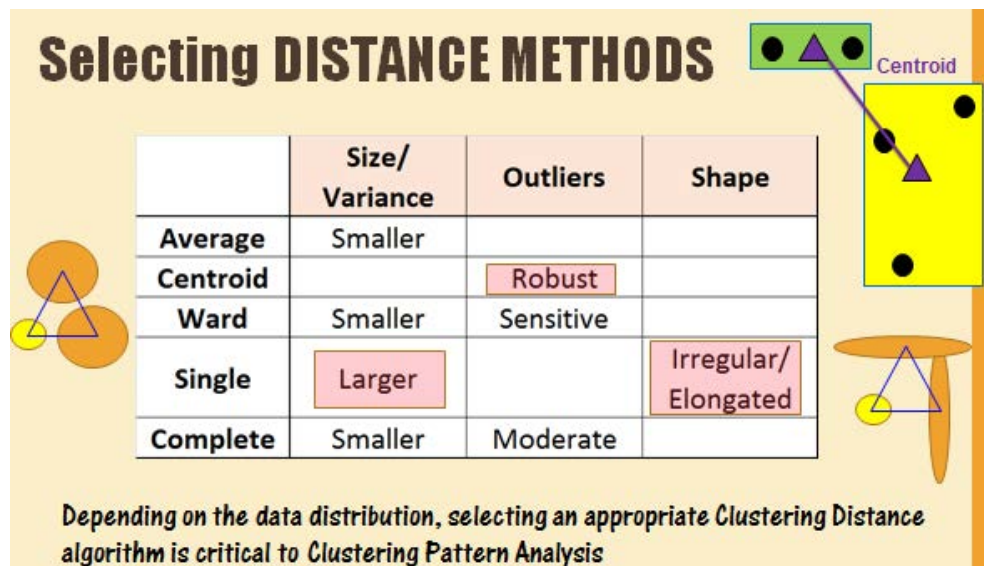 Selecting DISTANCE METHODS
Centroid
Size/
Variance
Outliers
Shape
Average
Smaller
Centroid
Robust
Ward
Smaller
Sensitive
Single
Larger
Irregular/
Elongated
Complete
Smaller
Moderate
Depending on the data distribution, selecting an appropriate Clustering Distance
algorithm is critical to Clustering Pattern Analysis